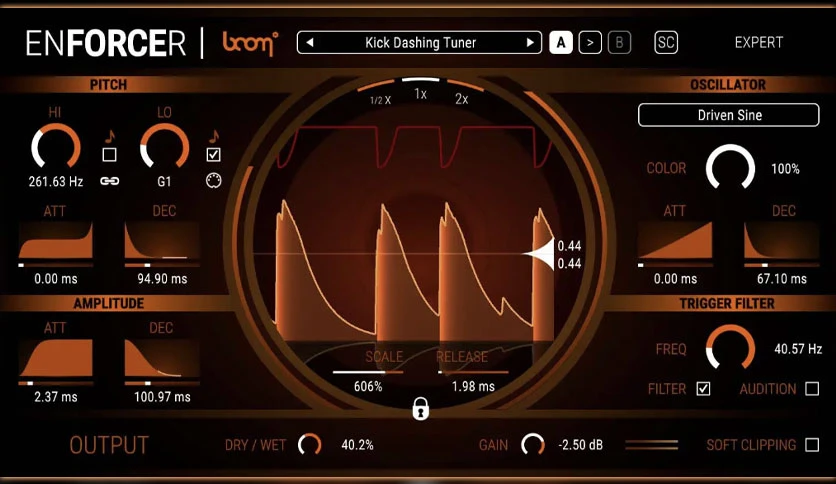 ENFORCER | boom
Kick Dashing Tuner
A > B SC EXPERT
PITCH
HI LO
261.63 Hz G1
ATT DEC
0.00 ms 94.90 ms
AMPLITUDE
ATT DEC
2.37 ms 100.97 ms
1/2 X 1x 2x
0.44
0.44
SCALE RELEASE
606% 1.98 ms
OSCILLATOR
Driven Sine
COLOR 100%
ATT DEC
0.00 ms 67.10 ms
TRIGGER FILTER
FREQ 40.57 Hz
FILTER AUDITION
OUTPUT DRY / WET 40.2% GAIN -2.50 dB SOFT CLIPPING